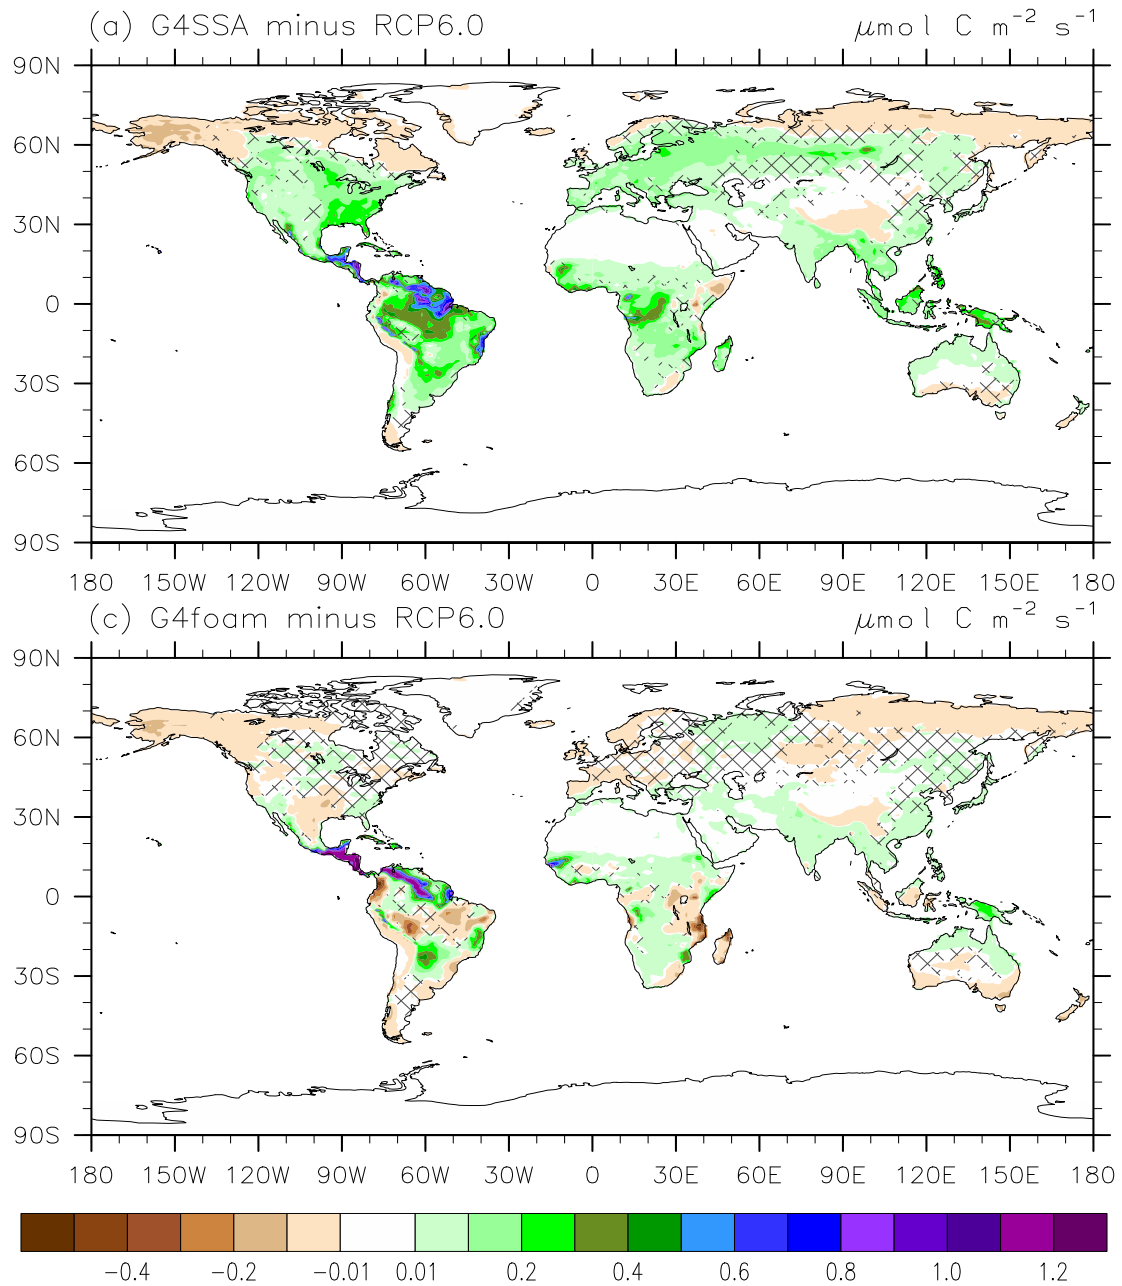 (a) G4SSA minus RCP6.0 μmol C m⁻² s⁻¹
90N
60N
30N
0
30S
60S
90S
180 150W 120W 90W 60W 30W 0 30E 60E 90E 120E 150E 180
(c) G4foam minus RCP6.0 μmol C m⁻² s⁻¹
90N
60N
30N
0
30S
60S
90S
180 150W 120W 90W 60W 30W 0 30E 60E 90E 120E 150E 180
−0.4 −0.2 −0.01 0.01 0.2 0.4 0.6 0.8 1.0 1.2